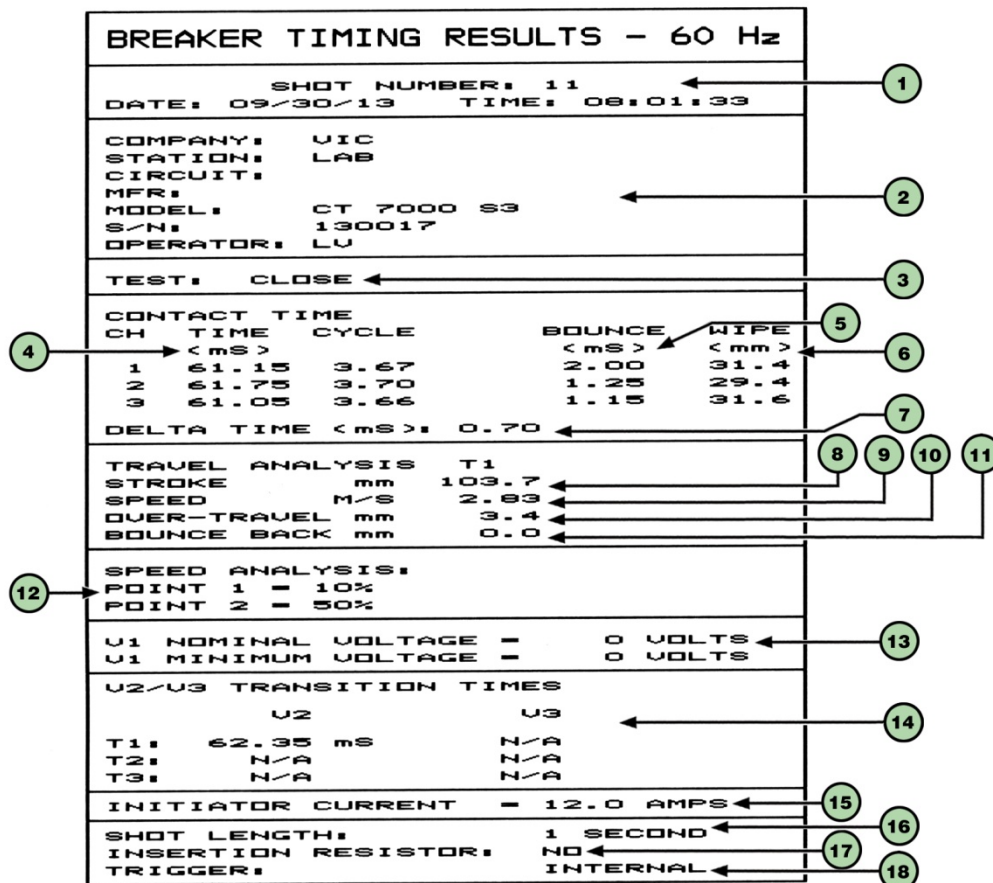 BREAKER TIMING RESULTS - 60 Hz
SHOT NUMBER: 11
1
DATE: 09/30/13 TIME: 08:01:33
COMPANY: VIC
STATION: LAB
CIRCUIT:
MFR:
2
MODEL: CT 7000 S3
S/N: 130017
OPERATOR: LV
TEST: CLOSE
3
CONTACT TIME
CH TIME CYCLE BOUNCE WIPE
5
4
<mS> <mS> <mm>
6
1 61.15 3.67 2.00 31.4
2 61.75 3.70 1.25 29.4
3 61.05 3.66 1.15 31.6
7
DELTA TIME <mS>: 0.70
8 9 10 11
TRAVEL ANALYSIS T1
STROKE mm 103.7
SPEED M/S 2.83
OVER-TRAVEL mm 3.4
BOUNCE BACK mm 0.0
SPEED ANALYSIS:
12
POINT 1 = 10%
POINT 2 = 50%
V1 NOMINAL VOLTAGE = 0 VOLTS
13
V1 MINIMUM VOLTAGE = 0 VOLTS
V2/V3 TRANSITION TIMES
V2 V3
14
T1: 62.35 mS N/A
T2: N/A N/A
T3: N/A N/A
INITIATOR CURRENT = 12.0 AMPS
15
SHOT LENGTH: 1 SECOND
16
INSERTION RESISTOR: NO
17
TRIGGER: INTERNAL
18